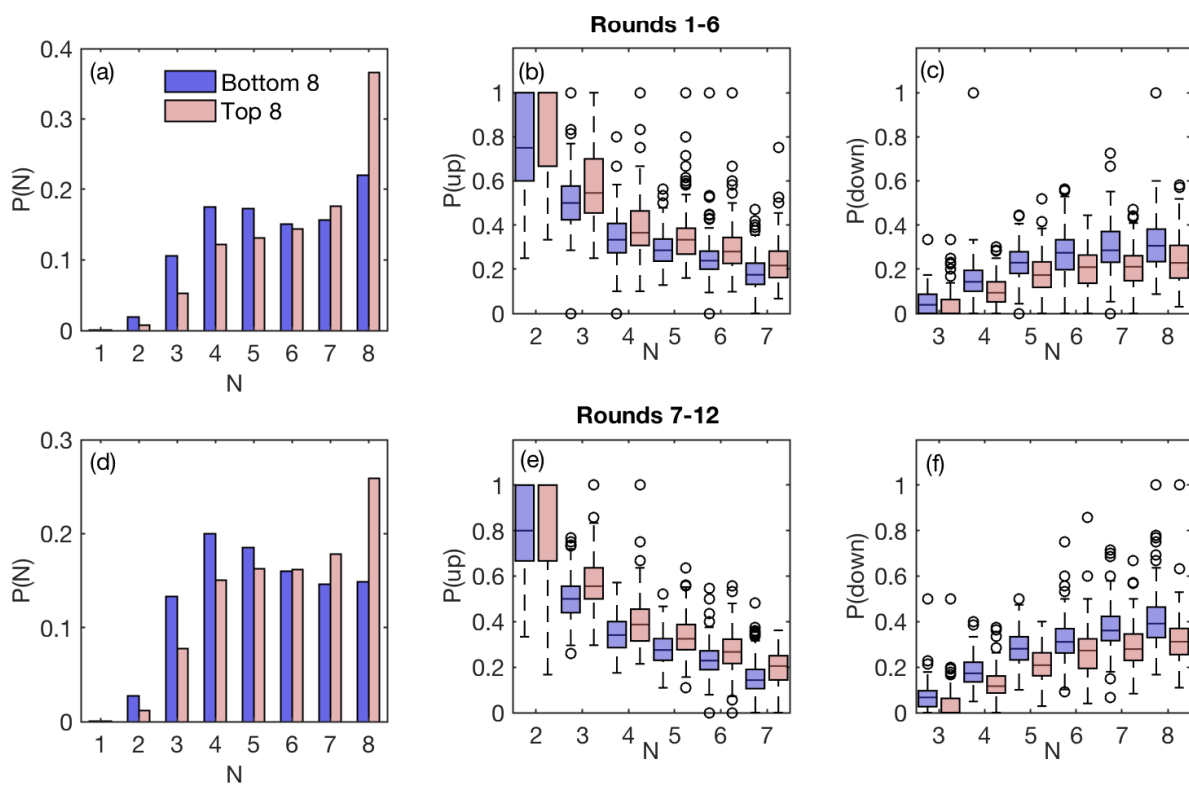 Rounds 1-6
(a)
Bottom 8
Top 8
P(N)
0.4
0.3
0.2
0.1
0
1 2 3 4 5 6 7 8
N
(b)
P(up)
1
0.8
0.6
0.4
0.2
0
2 3 4 5 6 7
N
(c)
P(down)
1
0.8
0.6
0.4
0.2
0
3 4 5 6 7 8
N
Rounds 7-12
(d)
P(N)
0.3
0.2
0.1
0
1 2 3 4 5 6 7 8
N
(e)
P(up)
1
0.8
0.6
0.4
0.2
0
2 3 4 5 6 7
N
(f)
P(down)
1
0.8
0.6
0.4
0.2
0
3 4 5 6 7 8
N